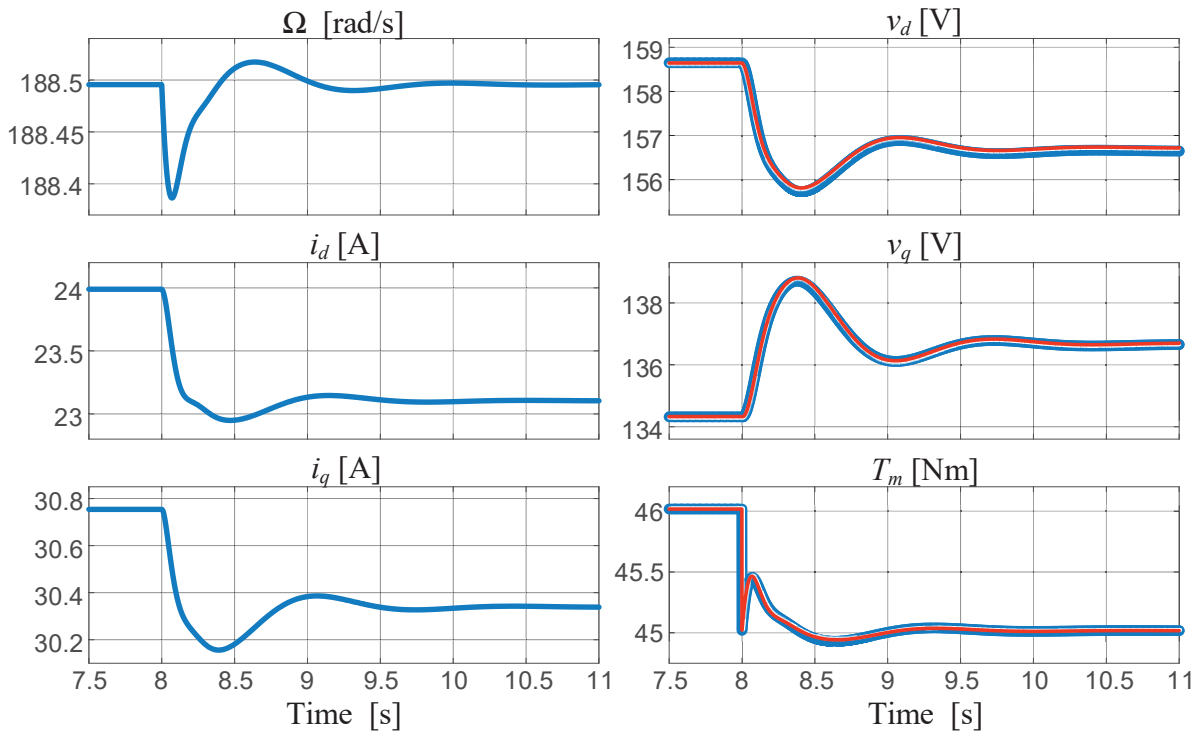 Ω [rad/s]
188.5
188.45
188.4
v_d [V]
159
158
157
156
i_d [A]
24
23.5
23
v_q [V]
138
136
134
i_q [A]
30.8
30.6
30.4
30.2
7.5 8 8.5 9 9.5 10 10.5 11
Time [s]
T_m [Nm]
46
45.5
45
7.5 8 8.5 9 9.5 10 10.5 11
Time [s]